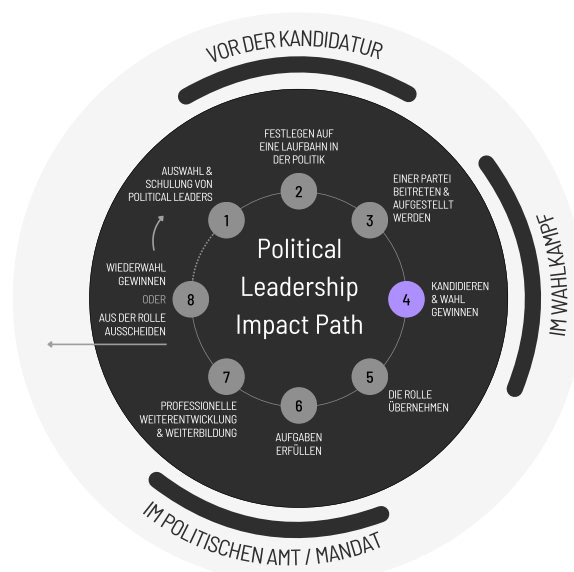 VOR DER KANDIDATUR
FESTLEGEN AUF
EINE LAUFBAHN IN
DER POLITIK
AUSWAHL &
SCHULUNG VON
POLITICAL LEADERS
EINER PARTEI
BEITRETEN &
AUFGESTELLT
WERDEN
2
1
3
Political
Leadership
Impact Path
IM WAHLKAMPF
WIEDERWAHL
GEWINNEN
ODER
AUS DER ROLLE
AUSSCHEIDEN
8
4
KANDIDIEREN
& WAHL
GEWINNEN
7
5
6
DIE ROLLE
ÜBERNEHMEN
PROFESSIONELLE
WEITERENTWICKLUNG
& WEITERBILDUNG
AUFGABEN
ERFÜLLEN
IM POLITISCHEN AMT / MANDAT